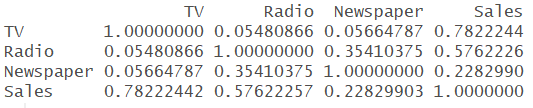 TV Radio Newspaper Sales
TV 1.00000000 0.05480866 0.05664787 0.7822244
Radio 0.05480866 1.00000000 0.35410375 0.5762226
Newspaper 0.05664787 0.35410375 1.00000000 0.2282990
Sales 0.78222442 0.57622257 0.22829903 1.0000000